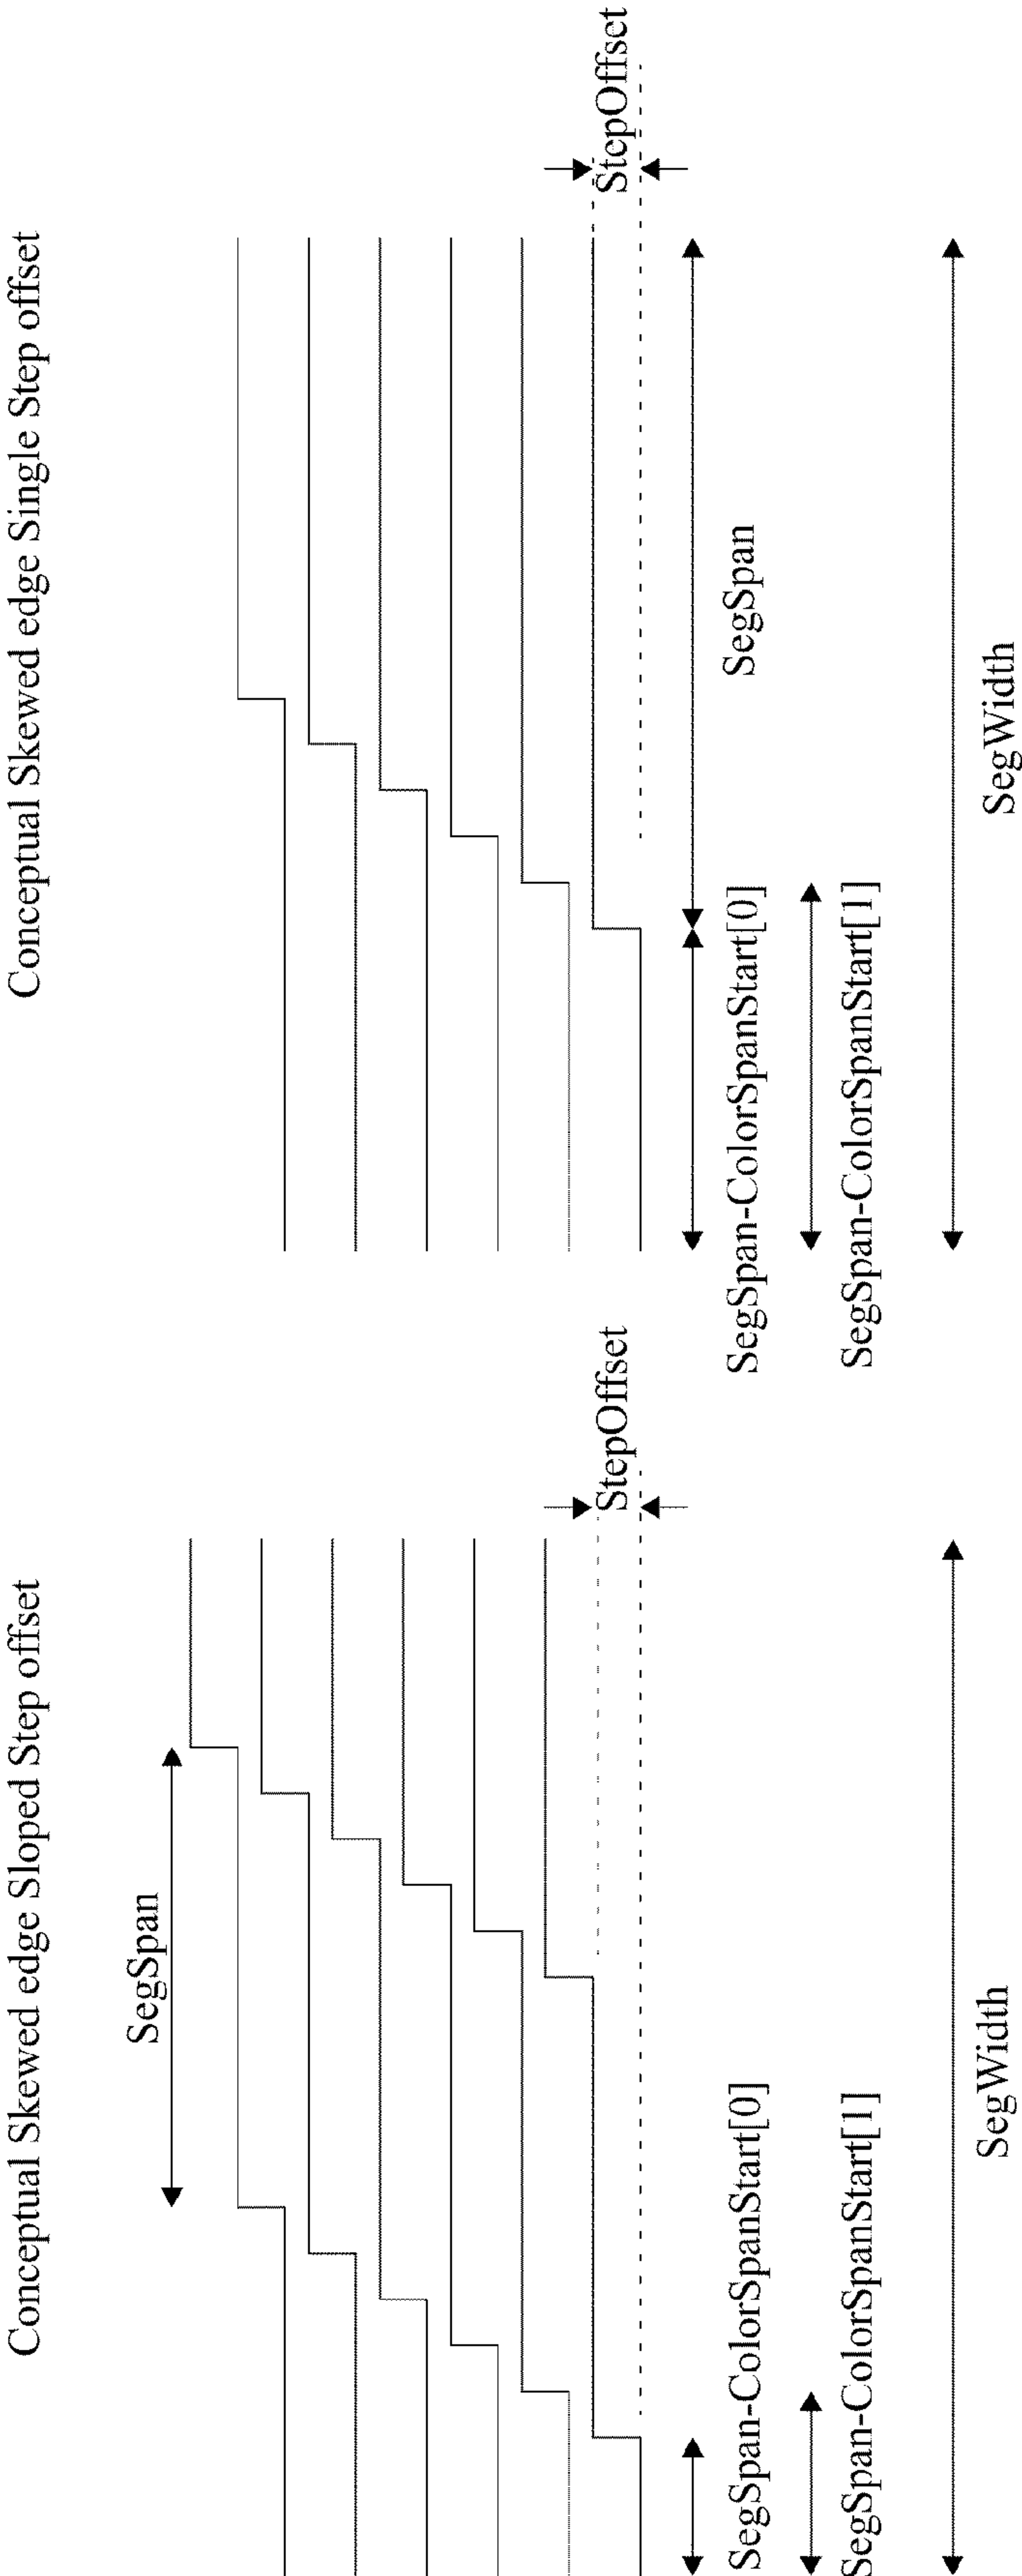 Conceptual Skewed edge Sloped Step offset
SegSpan
StepOffset
SegSpan-ColorSpanStart[0]
SegSpan-ColorSpanStart[1]
SegWidth
Conceptual Skewed edge Single Step offset
StepOffset
SegSpan
SegSpan-ColorSpanStart[0]
SegSpan-ColorSpanStart[1]
SegWidth